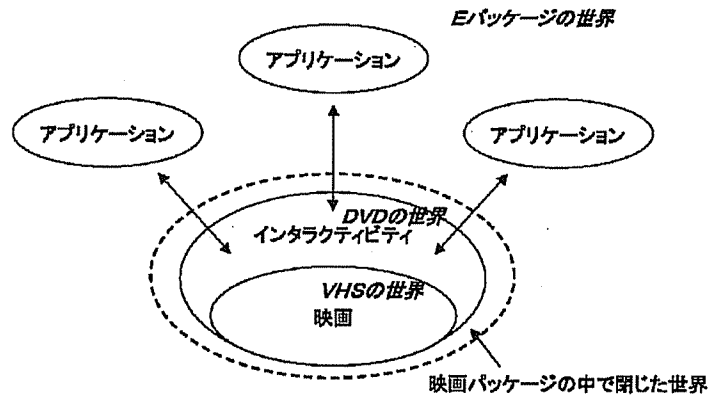 Eパッケージの世界
アプリケーション
アプリケーション
アプリケーション
DVDの世界
インタラクティビティ
VHSの世界
映画
映画パッケージの中で閉じた世界